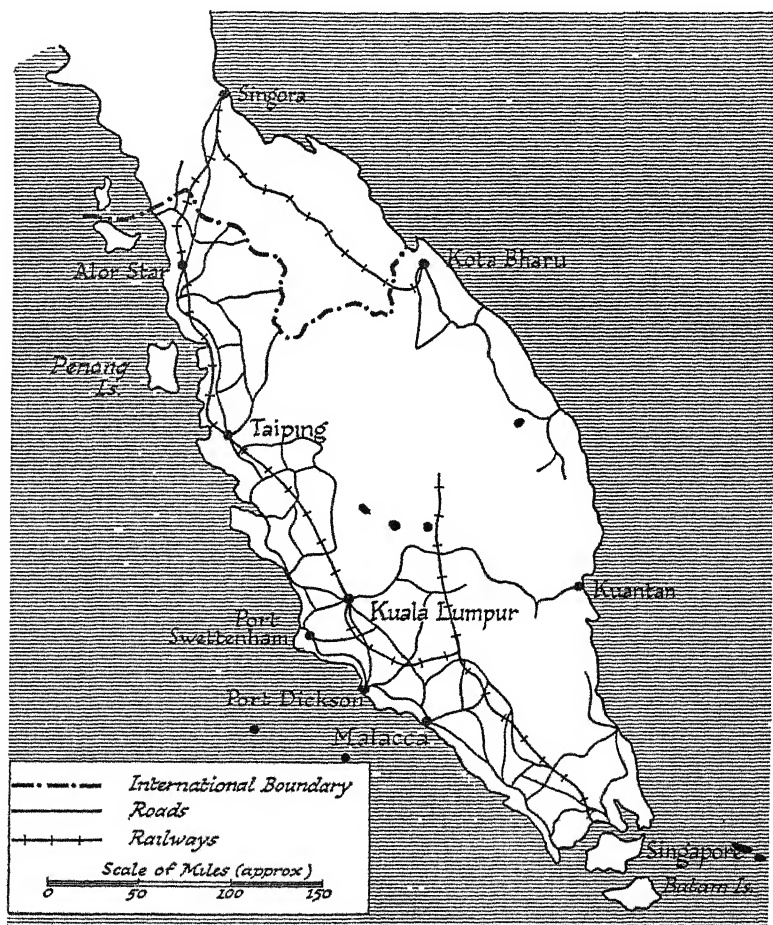 Singora
Alor Star
Kota Bharu
Penang
Is.
Taiping
Kuantan
Kuala Lumpur
Port
Swettenham
Port Dickson
Malacca
International Boundary
Roads
Railways
Scale of Miles (approx)
0 50 100 150
Singapore
Batam Is.